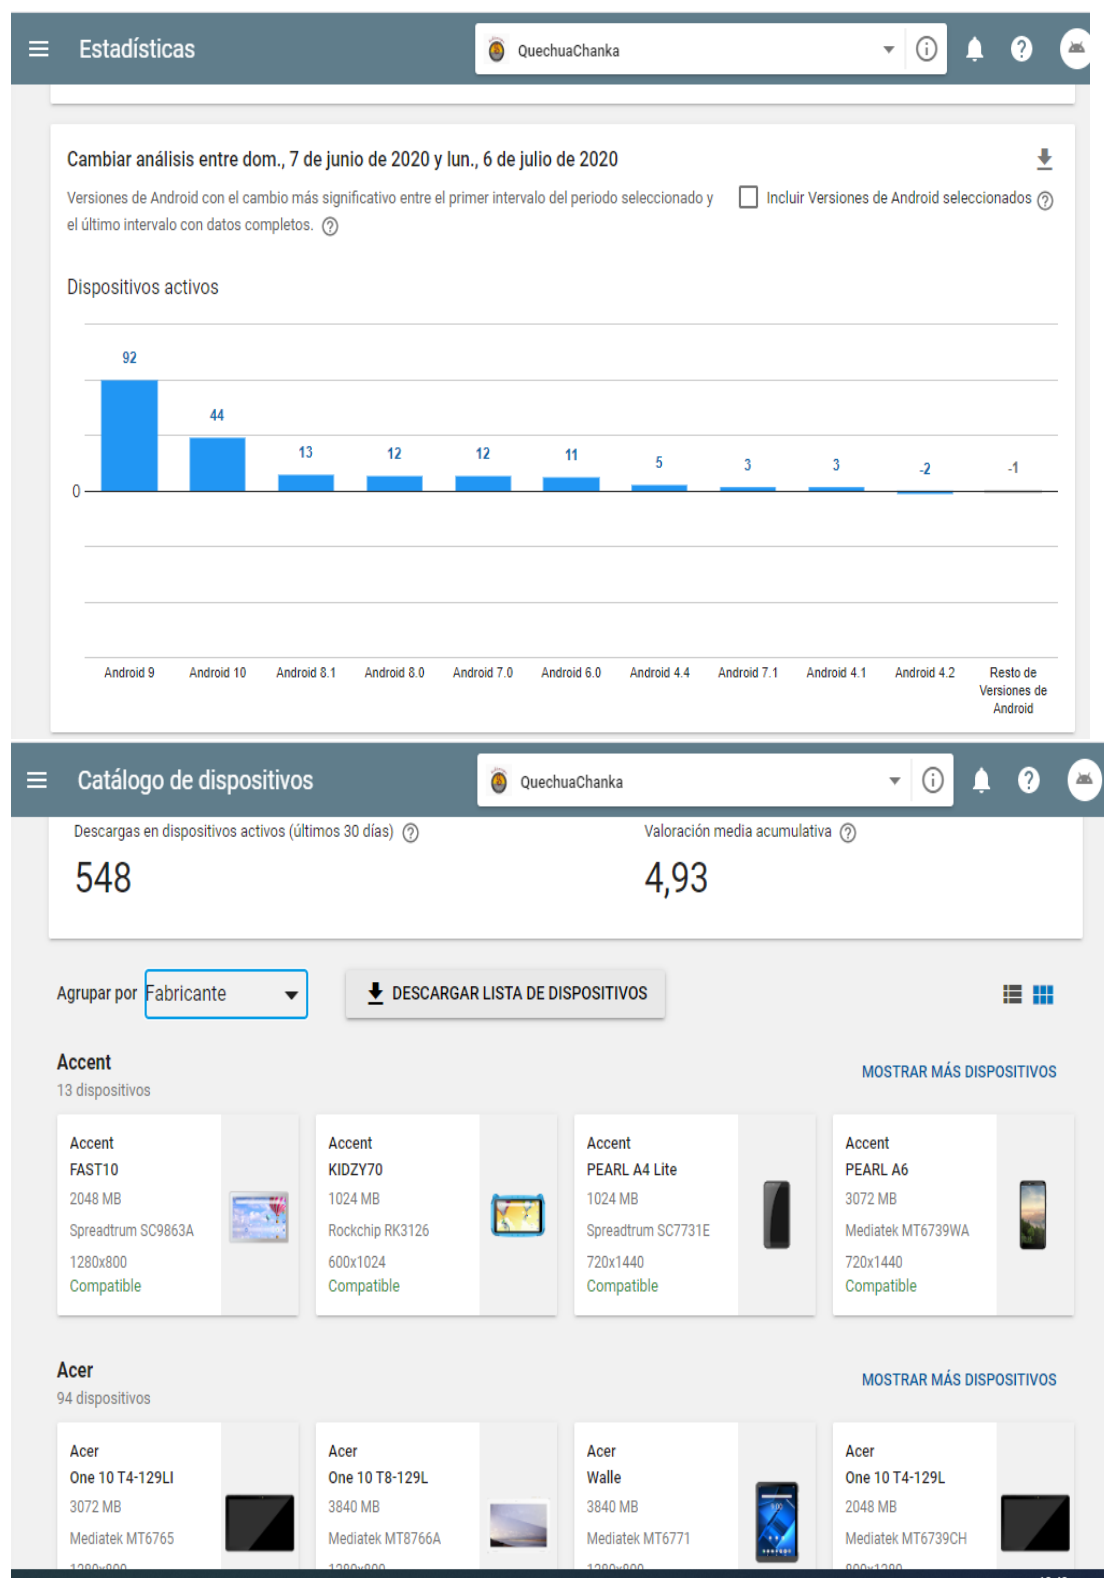 Estadísticas
QuechuaChanka
Cambiar análisis entre dom., 7 de junio de 2020 y lun., 6 de julio de 2020
Versiones de Android con el cambio más significativo entre el primer intervalo del periodo seleccionado y
el último intervalo con datos completos.
Incluir Versiones de Android seleccionados
Dispositivos activos
92
44
13
12
12
11
5
3
3
-2
-1
0
Android 9
Android 10
Android 8.1
Android 8.0
Android 7.0
Android 6.0
Android 4.4
Android 7.1
Android 4.1
Android 4.2
Resto de
Versiones de
Android
Catálogo de dispositivos
QuechuaChanka
Descargas en dispositivos activos (últimos 30 días)
548
Valoración media acumulativa
4,93
Agrupar por Fabricante
DESCARGAR LISTA DE DISPOSITIVOS
Accent
13 dispositivos
MOSTRAR MÁS DISPOSITIVOS
Accent
FAST10
2048 MB
Spreadtrum SC9863A
1280x800
Compatible
Accent
KIDZY70
1024 MB
Rockchip RK3126
600x1024
Compatible
Accent
PEARL A4 Lite
1024 MB
Spreadtrum SC7731E
720x1440
Compatible
Accent
PEARL A6
3072 MB
Mediatek MT6739WA
720x1440
Compatible
Acer
94 dispositivos
MOSTRAR MÁS DISPOSITIVOS
Acer
One 10 T4-129LI
3072 MB
Mediatek MT6765
1280x800
Acer
One 10 T8-129L
3840 MB
Mediatek MT8766A
1280x800
Acer
Walle
3840 MB
Mediatek MT6771
1280x800
Acer
One 10 T4-129L
2048 MB
Mediatek MT6739CH
800x1280